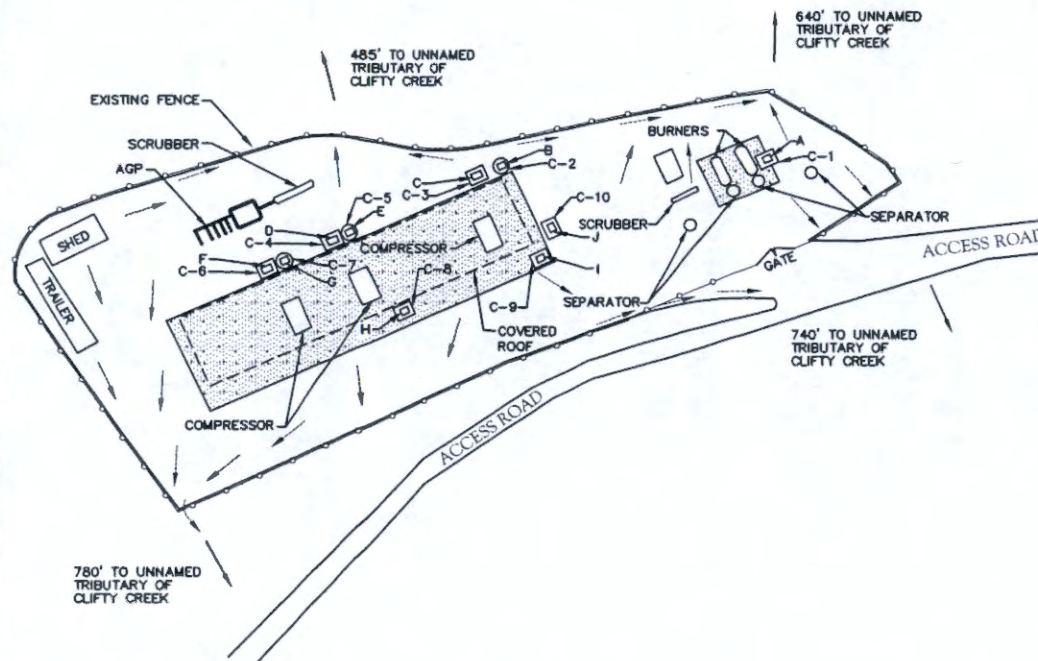 640' TO UNNAMED
TRIBUTARY OF
CLIFTY CREEK
485' TO UNNAMED
TRIBUTARY OF
CLIFTY CREEK
EXISTING FENCE
SCRUBBER
AGP
BURNERS
A
C-1
B
C-2
C
C-3
C-5
E
D
C-4
F
C-6
C-7
G
COMPRESSOR
C-8
H
C-10
J
I
C-9
SCRUBBER
SEPARATOR
SEPARATOR
GATE
ACCESS ROAD
SHED
TRAILER
COVERED
ROOF
COMPRESSOR
740' TO UNNAMED
TRIBUTARY OF
CLIFTY CREEK
ACCESS ROAD
780' TO UNNAMED
TRIBUTARY OF
CLIFTY CREEK